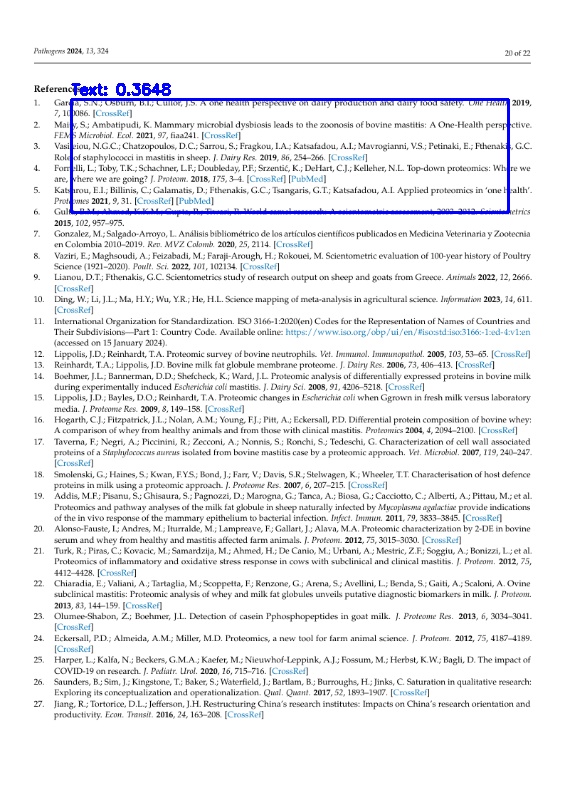 Pathogens 2024, 13, 324
20 of 22
References
Text: 0.3648
1. Garcia, S.N.; Osburn, B.I.; Cullor, J.S. A one health perspective on dairy production and dairy food safety. One Health 2019,
7, 100086. [CrossRef]
2. Maity, S.; Ambatipudi, K. Mammary microbial dysbiosis leads to the zoonosis of bovine mastitis: A One-Health perspective.
FEMS Microbiol. Ecol. 2021, 97, fiaa241. [CrossRef]
3. Vasileiou, N.G.C.; Chatzopoulos, D.C.; Sarrou, S.; Fragkou, I.A.; Katsafadou, A.I.; Mavrogianni, V.S.; Petinaki, E.; Fthenakis, G.C.
Role of staphylococci in mastitis in sheep. J. Dairy Res. 2019, 86, 254–266. [CrossRef]
4. Fornelli, L.; Toby, T.K.; Schachner, L.F.; Doubleday, P.F.; Srzentić, K.; DeHart, C.J.; Kelleher, N.L. Top-down proteomics: Where we
are, where we are going? J. Proteom. 2018, 175, 3–4. [CrossRef] [PubMed]
5. Katsarou, E.I.; Billinis, C.; Galamatis, D.; Fthenakis, G.C.; Tsangaris, G.T.; Katsafadou, A.I. Applied proteomics in 'one health'.
Proteomes 2021, 9, 31. [CrossRef] [PubMed]
6. Gulta, B.M.; Ahmed, K.K.M.; Gupta, R.; Tiwari, R. World camel research: A scientometric assessment, 2003–2012. Scientometrics
2015, 102, 957–975.
7. Gonzalez, M.; Salgado-Arroyo, L. Análisis bibliométrico de los artículos científicos publicados en Medicina Veterinaria y Zootecnia
en Colombia 2010–2019. Rev. MVZ Colomb. 2020, 25, 2114. [CrossRef]
8. Vaziri, E.; Maghsoudi, A.; Feizabadi, M.; Faraji-Arough, H.; Rokouei, M. Scientometric evaluation of 100-year history of Poultry
Science (1921–2020). Poult. Sci. 2022, 101, 102134. [CrossRef]
9. Lianou, D.T.; Fthenakis, G.C. Scientometrics study of research output on sheep and goats from Greece. Animals 2022, 12, 2666.
[CrossRef]
10. Ding, W.; Li, J.L.; Ma, H.Y.; Wu, Y.R.; He, H.L. Science mapping of meta-analysis in agricultural science. Information 2023, 14, 611.
[CrossRef]
11. International Organization for Standardization. ISO 3166-1:2020(en) Codes for the Representation of Names of Countries and
Their Subdivisions—Part 1: Country Code. Available online: https://www.iso.org/obp/ui/en/#iso:std:iso:3166:-1:ed-4:v1:en
(accessed on 15 January 2024).
12. Lippolis, J.D.; Reinhardt, T.A. Proteomic survey of bovine neutrophils. Vet. Immunol. Immunopathol. 2005, 103, 53–65. [CrossRef]
13. Reinhardt, T.A.; Lippolis, J.D. Bovine milk fat globule membrane proteome. J. Dairy Res. 2006, 73, 406–413. [CrossRef]
14. Boehmer, J.L.; Bannerman, D.D.; Shefcheck, K.; Ward, J.L. Proteomic analysis of differentially expressed proteins in bovine milk
during experimentally induced Escherichia coli mastitis. J. Dairy Sci. 2008, 91, 4206–5218. [CrossRef]
15. Lippolis, J.D.; Bayles, D.O.; Reinhardt, T.A. Proteomic changes in Escherichia coli when Ggrown in fresh milk versus laboratory
media. J. Proteome Res. 2009, 8, 149–158. [CrossRef]
16. Hogarth, C.J.; Fitzpatrick, J.L.; Nolan, A.M.; Young, F.J.; Pitt, A.; Eckersall, P.D. Differential protein composition of bovine whey:
A comparison of whey from healthy animals and from those with clinical mastitis. Proteomics 2004, 4, 2094–2100. [CrossRef]
17. Taverna, F.; Negri, A.; Piccinini, R.; Zecconi, A.; Nonnis, S.; Ronchi, S.; Tedeschi, G. Characterization of cell wall associated
proteins of a Staphylococcus aureus isolated from bovine mastitis case by a proteomic approach. Vet. Microbiol. 2007, 119, 240–247.
[CrossRef]
18. Smolenski, G.; Haines, S.; Kwan, F.Y.S.; Bond, J.; Farr, V.; Davis, S.R.; Stelwagen, K.; Wheeler, T.T. Characterisation of host defence
proteins in milk using a proteomic approach. J. Proteome Res. 2007, 6, 207–215. [CrossRef]
19. Addis, M.F.; Pisanu, S.; Ghisaura, S.; Pagnozzi, D.; Marogna, G.; Tanca, A.; Biosa, G.; Cacciotto, C.; Alberti, A.; Pittau, M.; et al.
Proteomics and pathway analyses of the milk fat globule in sheep naturally infected by Mycoplasma agalactiae provide indications
of the in vivo response of the mammary epithelium to bacterial infection. Infect. Immun. 2011, 79, 3833–3845. [CrossRef]
20. Alonso-Fauste, I.; Andres, M.; Iturralde, M.; Lampreave, F.; Gallart, J.; Alava, M.A. Proteomic characterization by 2-DE in bovine
serum and whey from healthy and mastitis affected farm animals. J. Proteom. 2012, 75, 3015–3030. [CrossRef]
21. Turk, R.; Piras, C.; Kovacic, M.; Samardzija, M.; Ahmed, H.; De Canio, M.; Urbani, A.; Mestric, Z.F.; Soggiu, A.; Bonizzi, L.; et al.
Proteomics of inflammatory and oxidative stress response in cows with subclinical and clinical mastitis. J. Proteom. 2012, 75,
4412–4428. [CrossRef]
22. Chiaradia, E.; Valiani, A.; Tartaglia, M.; Scoppetta, F.; Renzone, G.; Arena, S.; Avellini, L.; Benda, S.; Gaiti, A.; Scaloni, A. Ovine
subclinical mastitis: Proteomic analysis of whey and milk fat globules unveils putative diagnostic biomarkers in milk. J. Proteom.
2013, 83, 144–159. [CrossRef]
23. Olumee-Shabon, Z.; Boehmer, J.L. Detection of casein Pphosphopeptides in goat milk. J. Proteome Res. 2013, 6, 3034–3041.
[CrossRef]
24. Eckersall, P.D.; Almeida, A.M.; Miller, M.D. Proteomics, a new tool for farm animal science. J. Proteom. 2012, 75, 4187–4189.
[CrossRef]
25. Harper, L.; Kalfa, N.; Beckers, G.M.A.; Kaefer, M.; Nieuwhof-Leppink, A.J.; Fossum, M.; Herbst, K.W.; Bagli, D. The impact of
COVID-19 on research. J. Pediatr. Urol. 2020, 16, 715–716. [CrossRef]
26. Saunders, B.; Sim, J.; Kingstone, T.; Baker, S.; Waterfield, J.; Bartlam, B.; Burroughs, H.; Jinks, C. Saturation in qualitative research:
Exploring its conceptualization and operationalization. Qual. Quant. 2017, 52, 1893–1907. [CrossRef]
27. Jiang, R.; Tortorice, D.L.; Jefferson, J.H. Restructuring China's research institutes: Impacts on China's research orientation and
productivity. Econ. Transit. 2016, 24, 163–208. [CrossRef]